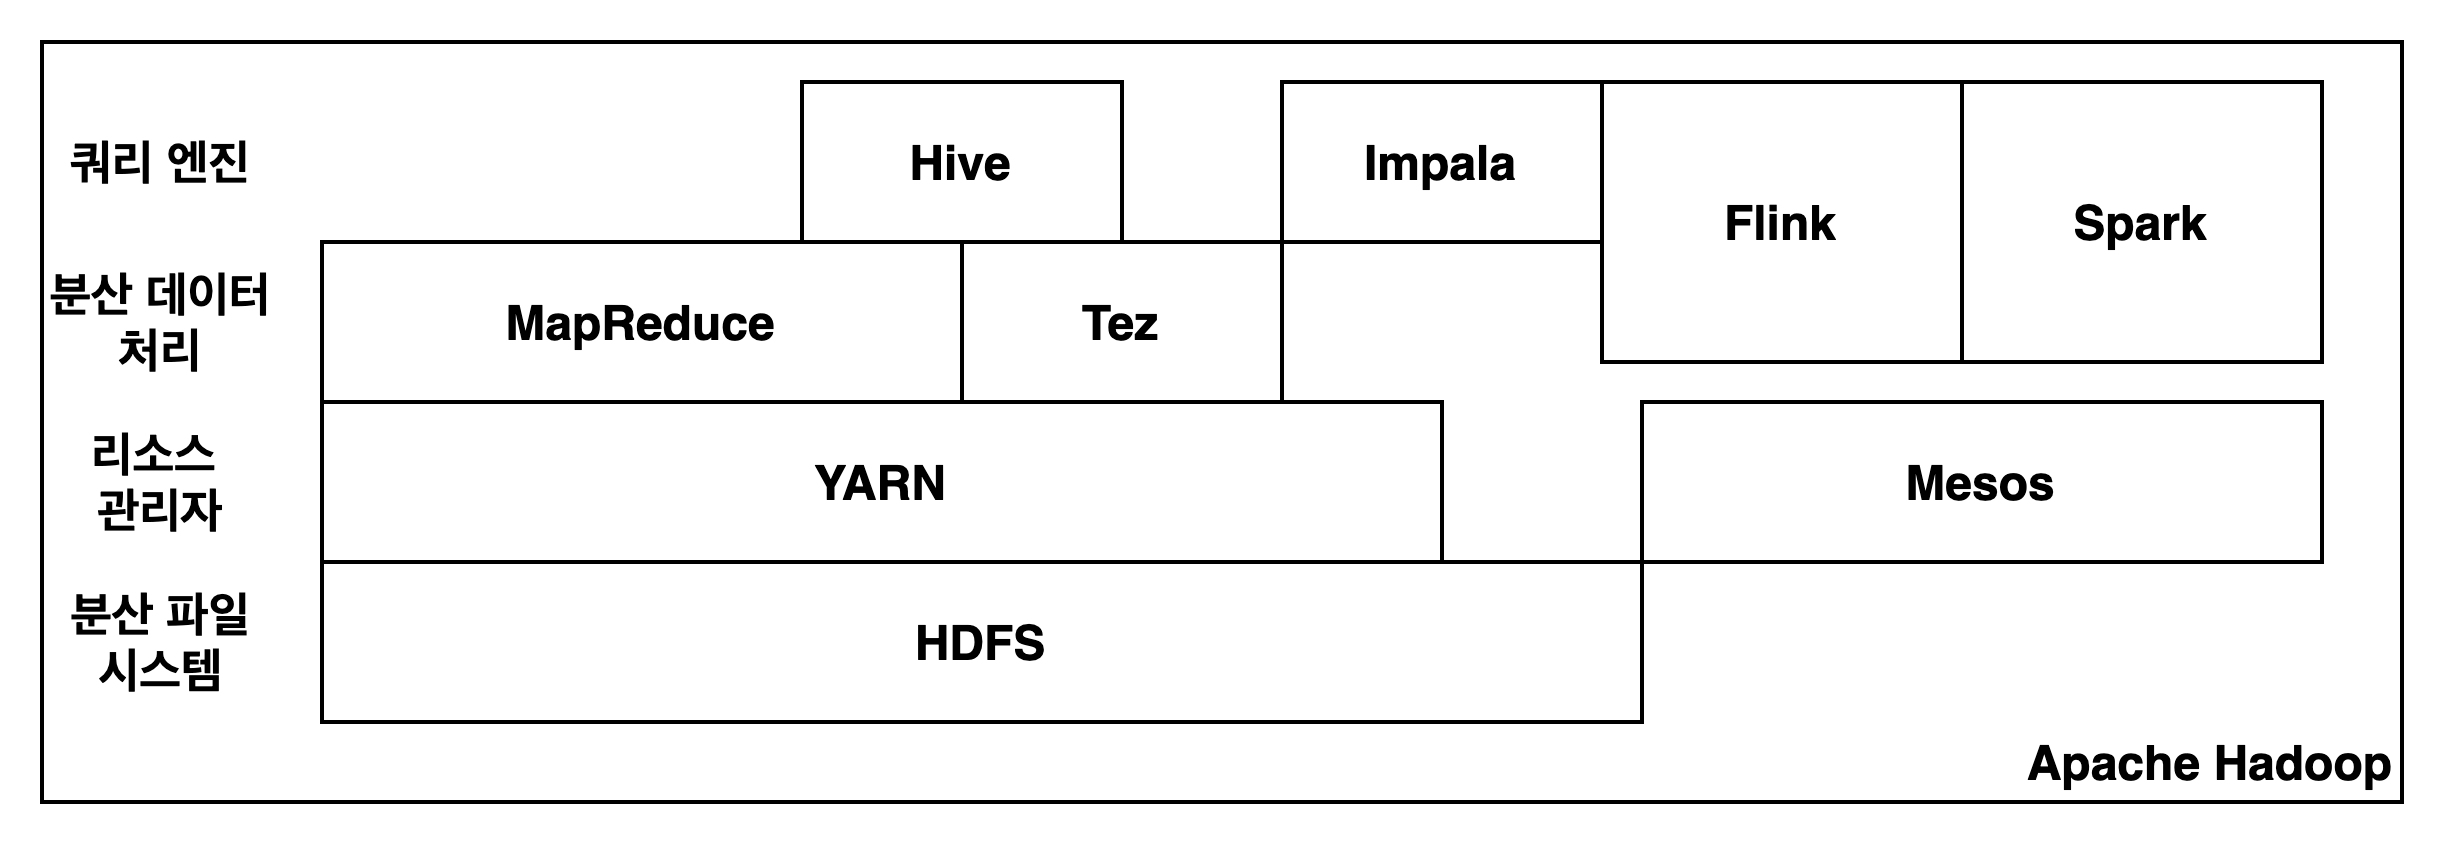 쿼리 엔진
Hive
Impala
Flink
Spark
분산 데이터
처리
MapReduce
Tez
리소스
관리자
YARN
Mesos
분산 파일
시스템
HDFS
Apache Hadoop